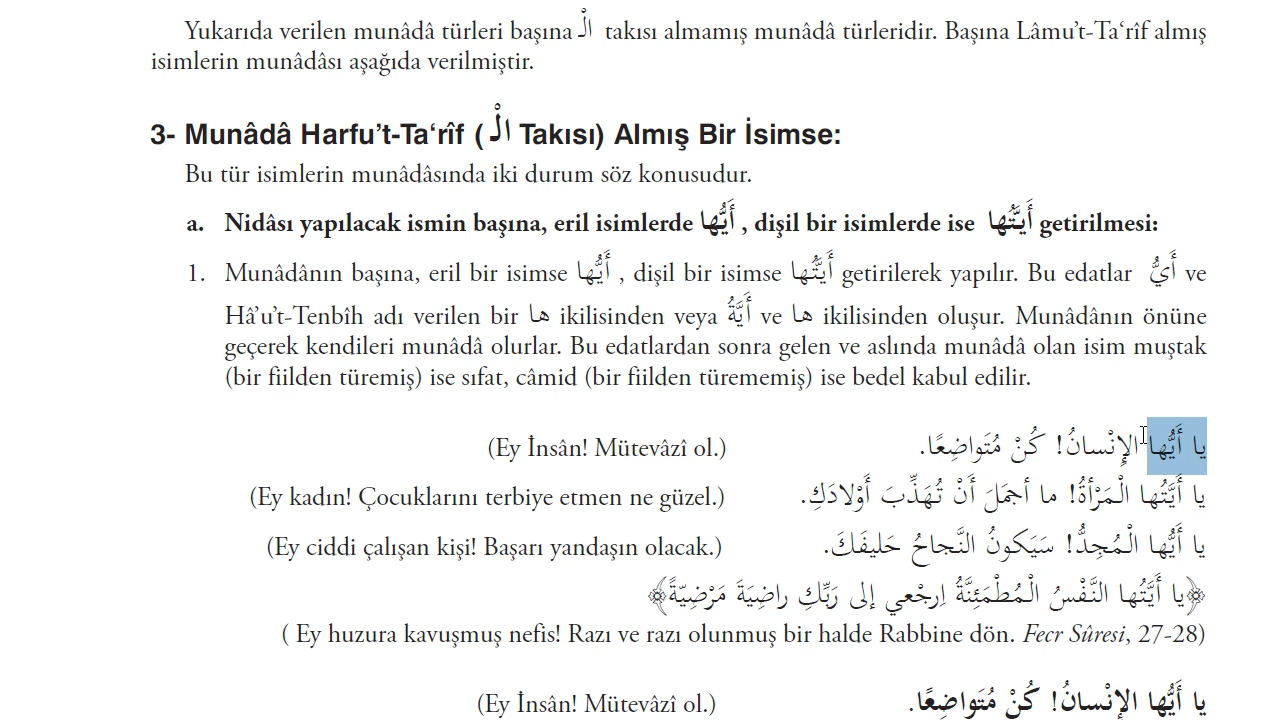 Yukarıda verilen munâdâ türleri başına الْ takısı almamış munâdâ türleridir. Başına Lâmu’t-Ta‘rîf almış
isimlerin munâdâsı aşağıda verilmiştir.
3- Munâdâ Harfu’t-Ta‘rîf ( الْ Takısı) Almış Bir İsimse:
Bu tür isimlerin munâdâsında iki durum söz konusudur.
a. Nidâsı yapılacak ismin başına, eril isimlerde أَيُّها , dişil bir isimlerde ise أَيَّتُها getirilmesi:
1. Munâdânın başına, eril bir isimse أَيُّها , dişil bir isimse أَيَّتُها getirilerek yapılır. Bu edatlar أَيُّ ve
Hâ’u’t-Tenbîh adı verilen bir ها ikilisinden veya أَيَّةُ ve ها ikilisinden oluşur. Munâdânın önüne
geçerek kendileri munâdâ olurlar. Bu edatlardan sonra gelen ve aslında munâdâ olan isim muştak
(bir fiilden türemiş) ise sıfat, câmid (bir fiilden türememiş) ise bedel kabul edilir.
يا أَيُّها الإِنْسانُ! كُنْ مُتَواضِعًا. (Ey İnsân! Mütevâzî ol.)
يا أَيَّتُها الْمَرْأةُ! ما أجمَلَ أَنْ تُهَذِّبَ أَوْلادَكِ. (Ey kadın! Çocuklarını terbiye etmen ne güzel.)
يا أَيُّها الْمُجِدُّ! سَيَكونُ النَّجاحُ حَليفَكَ. (Ey ciddi çalışan kişi! Başarı yandaşın olacak.)
﴿يا أَيَّتُها النَّفْسُ الْمُطْمَئِنَّةُ اِرجْعي إلى رَبِّكِ راضِيَةَ مَرْضِيّةً﴾
( Ey huzura kavuşmuş nefis! Razı ve razı olunmuş bir halde Rabbine dön. Fecr Sûresi, 27-28)
يا أَيُّها الإنْسانُ! كُنْ مُتَواضِعًا. (Ey İnsân! Mütevâzî ol.)